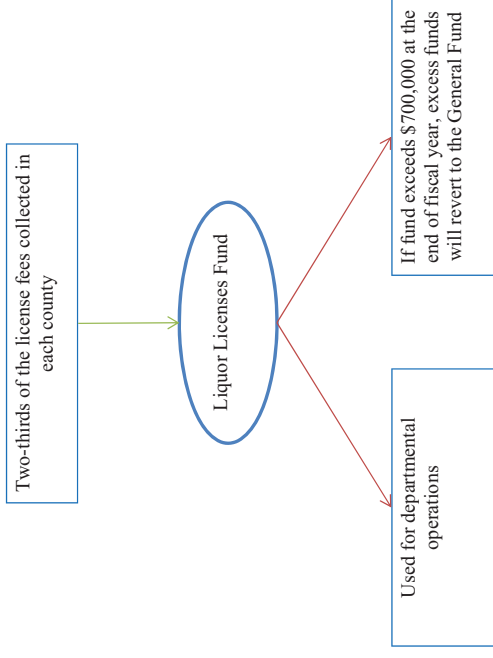 Two-thirds of the license fees collected in
each county
Liquor Licenses Fund
Used for departmental
operations
If fund exceeds $700,000 at the
end of fiscal year, excess funds
will revert to the General Fund